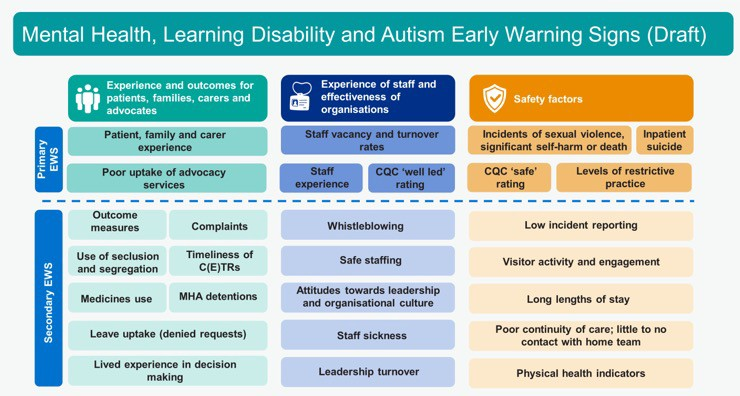 Mental Health, Learning Disability and Autism Early Warning Signs (Draft)
Experience and outcomes for
patients, families, carers and
advocates
Experience of staff and
effectiveness of
organisations
Safety factors
Primary
EWS
Patient, family and carer
experience
Staff vacancy and turnover
rates
Incidents of sexual violence,
significant self-harm or death
Inpatient
suicide
Poor uptake of advocacy
services
Staff
experience
CQC ‘well led’
rating
CQC ‘safe’
rating
Levels of restrictive
practice
Secondary EWS
Outcome
measures
Complaints
Whistleblowing
Low incident reporting
Use of seclusion
and segregation
Timeliness of
C(E)TRs
Safe staffing
Visitor activity and engagement
Medicines use
MHA detentions
Attitudes towards leadership
and organisational culture
Long lengths of stay
Leave uptake (denied requests)
Staff sickness
Poor continuity of care; little to no
contact with home team
Lived experience in decision
making
Leadership turnover
Physical health indicators